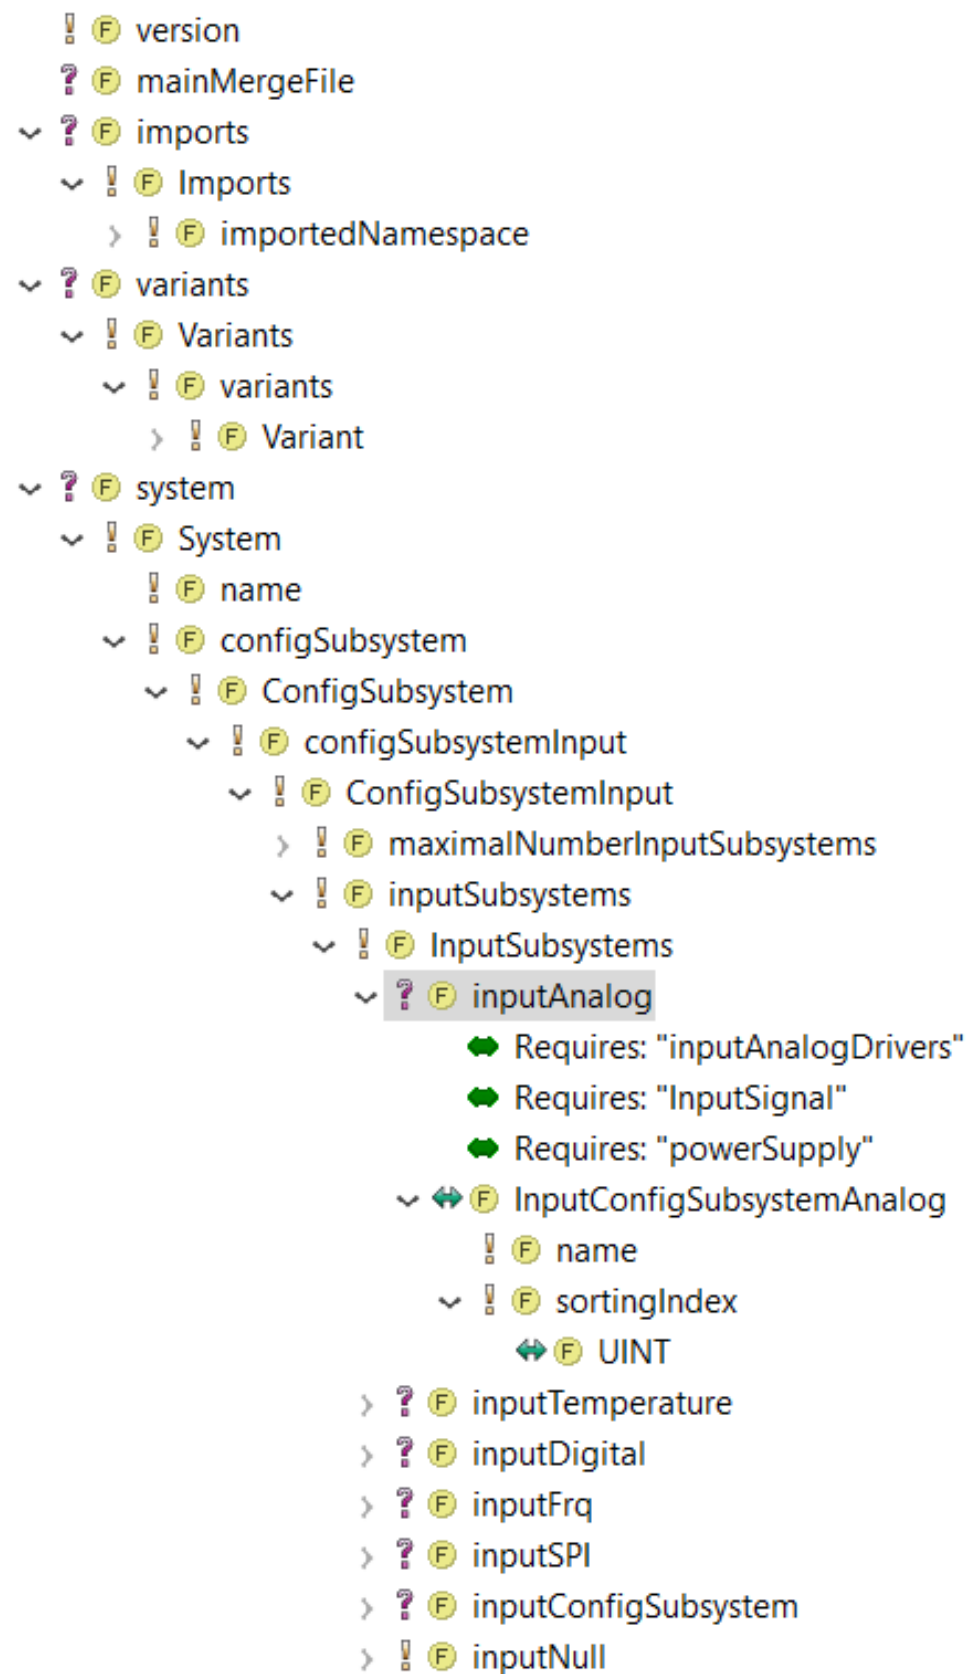 version
mainMergeFile
imports
Imports
importedNamespace
variants
Variants
variants
Variant
system
System
name
configSubsystem
ConfigSubsystem
configSubsystemInput
ConfigSubsystemInput
maximalNumberInputSubsystems
inputSubsystems
InputSubsystems
inputAnalog
Requires: "inputAnalogDrivers"
Requires: "InputSignal"
Requires: "powerSupply"
InputConfigSubsystemAnalog
name
sortingIndex
UINT
inputTemperature
inputDigital
inputFrq
inputSPI
inputConfigSubsystem
inputNull